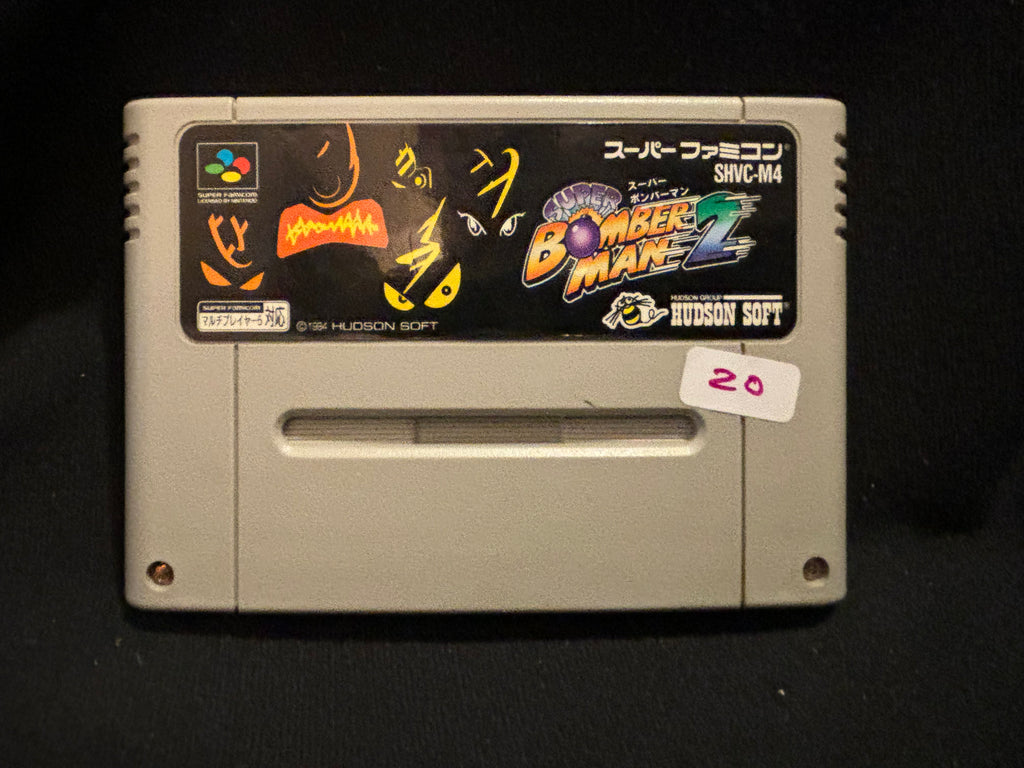 SUPER FAMICOM
LICENSED BY NINTENDO
スーパーファミコン®
SHVC-M4
スーパー
ボンバーマン
SUPER
BOMBER
MAN 2
SUPER FAMICOM
マルチプレイヤー5 対応
©1994 HUDSON SOFT
HUDSON GROUP
HUDSON SOFT®
20